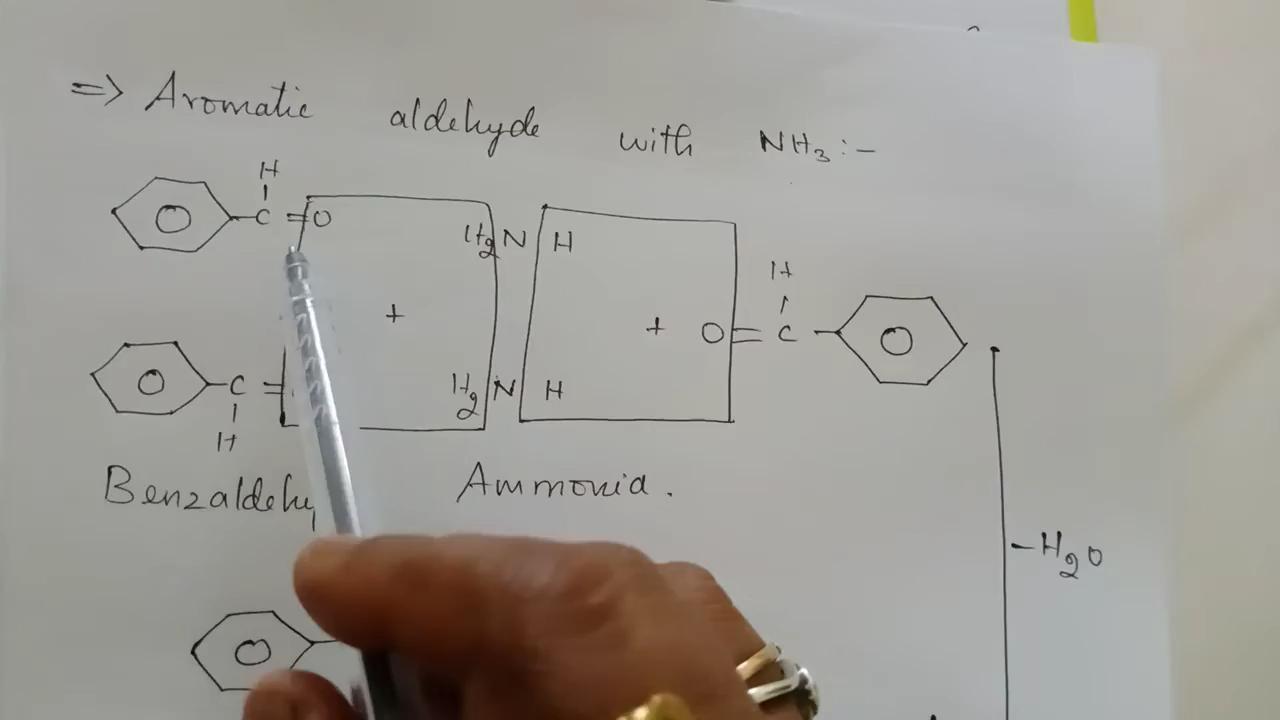 => Aromatic aldehyde with NH3:-
H
C=O
H2N H
H
+
+
O=C
C=
H2N H
H
Ammonia.
-H2O